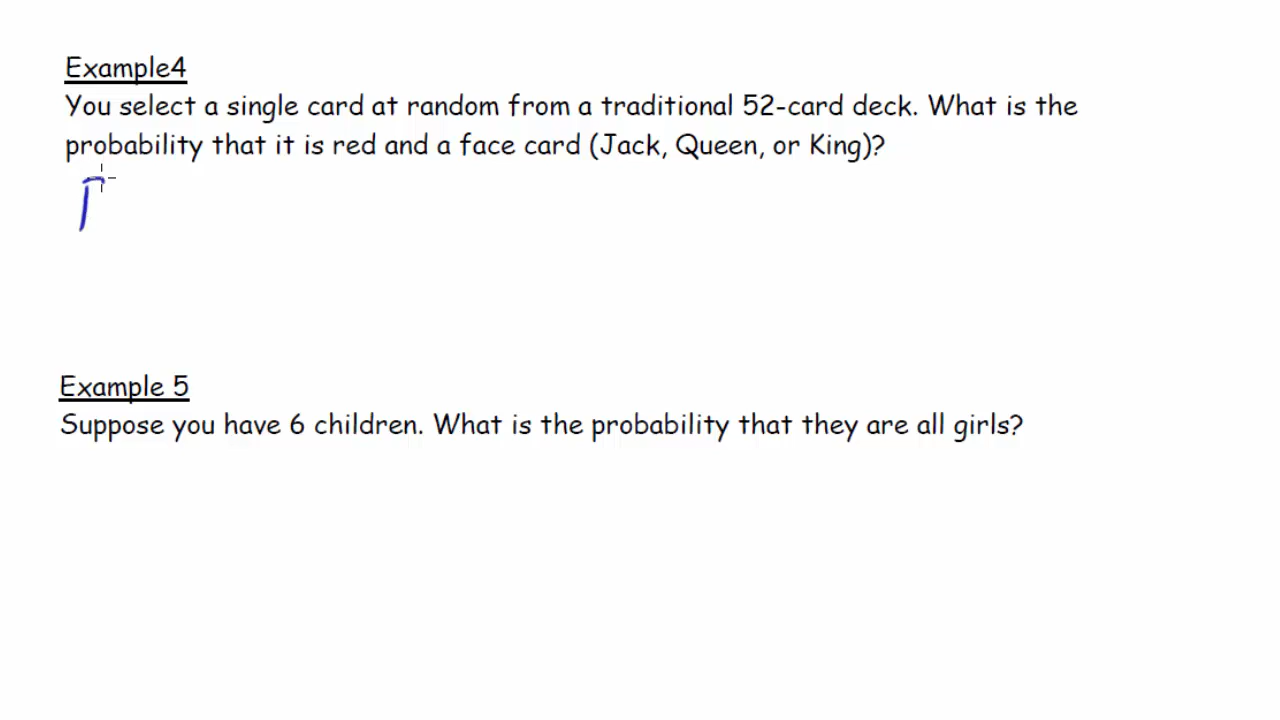 Example4
You select a single card at random from a traditional 52-card deck. What is the
probability that it is red and a face card (Jack, Queen, or King)?
Example 5
Suppose you have 6 children. What is the probability that they are all girls?